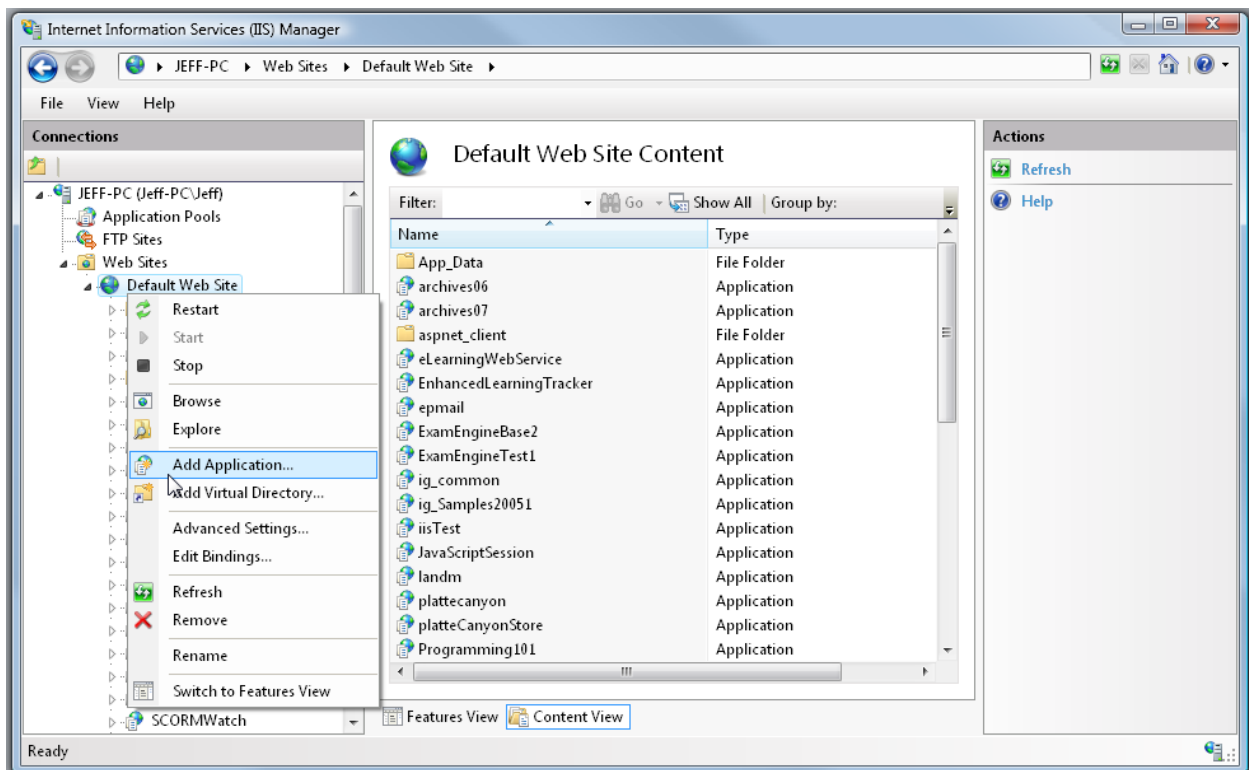 Internet Information Services (IIS) Manager
JEFF-PC Web Sites Default Web Site
File View Help
Connections
JEFF-PC (Jeff-PC\Jeff)
Application Pools
FTP Sites
Web Sites
Default Web Site
Restart
Start
Stop
Browse
Explore
Add Application...
Add Virtual Directory...
Advanced Settings...
Edit Bindings...
Refresh
Remove
Rename
Switch to Features View
SCORMWatch
Default Web Site Content
Filter: Go Show All Group by:
Name Type
App_Data File Folder
archives06 Application
archives07 Application
aspnet_client File Folder
eLearningWebService Application
EnhancedLearningTracker Application
epmail Application
ExamEngineBase2 Application
ExamEngineTest1 Application
ig_common Application
ig_Samples20051 Application
iisTest Application
JavaScriptSession Application
landm Application
plattecanyon Application
platteCanyonStore Application
Programming101 Application
Features View Content View
Actions
Refresh
Help
Ready